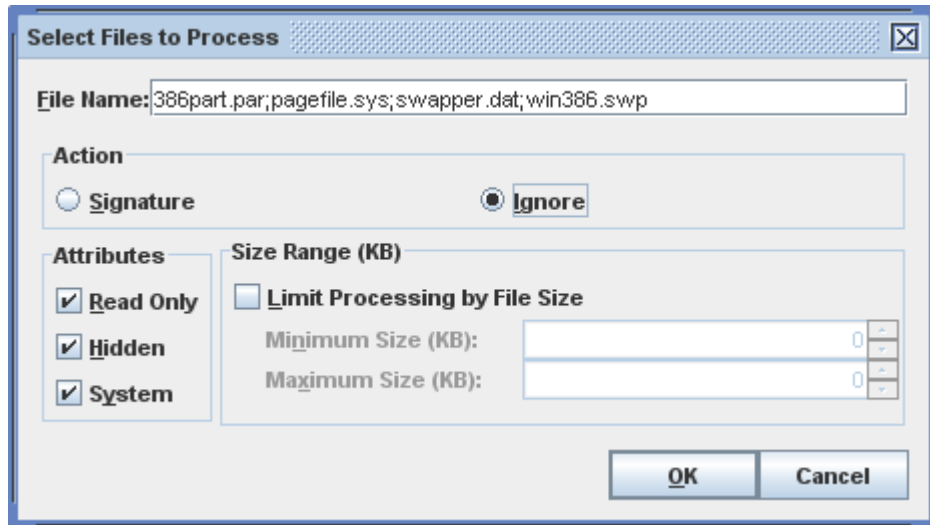 Select Files to Process
File Name: 386part.par;pagefile.sys;swapper.dat;win386.swp
Action
Signature
Ignore
Attributes
Read Only
Hidden
System
Size Range (KB)
Limit Processing by File Size
Minimum Size (KB): 0
Maximum Size (KB): 0
OK
Cancel